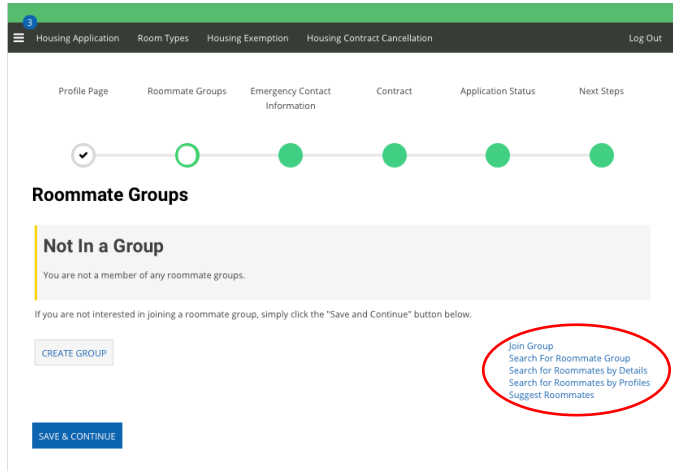 3
Housing Application Room Types Housing Exemption Housing Contract Cancellation Log Out
Profile Page Roommate Groups Emergency Contact Information Contract Application Status Next Steps
Roommate Groups
Not In a Group
You are not a member of any roommate groups.
If you are not interested in joining a roommate group, simply click the "Save and Continue" button below.
CREATE GROUP
Join Group
Search For Roommate Group
Search for Roommates by Details
Search for Roommates by Profiles
Suggest Roommates
SAVE & CONTINUE